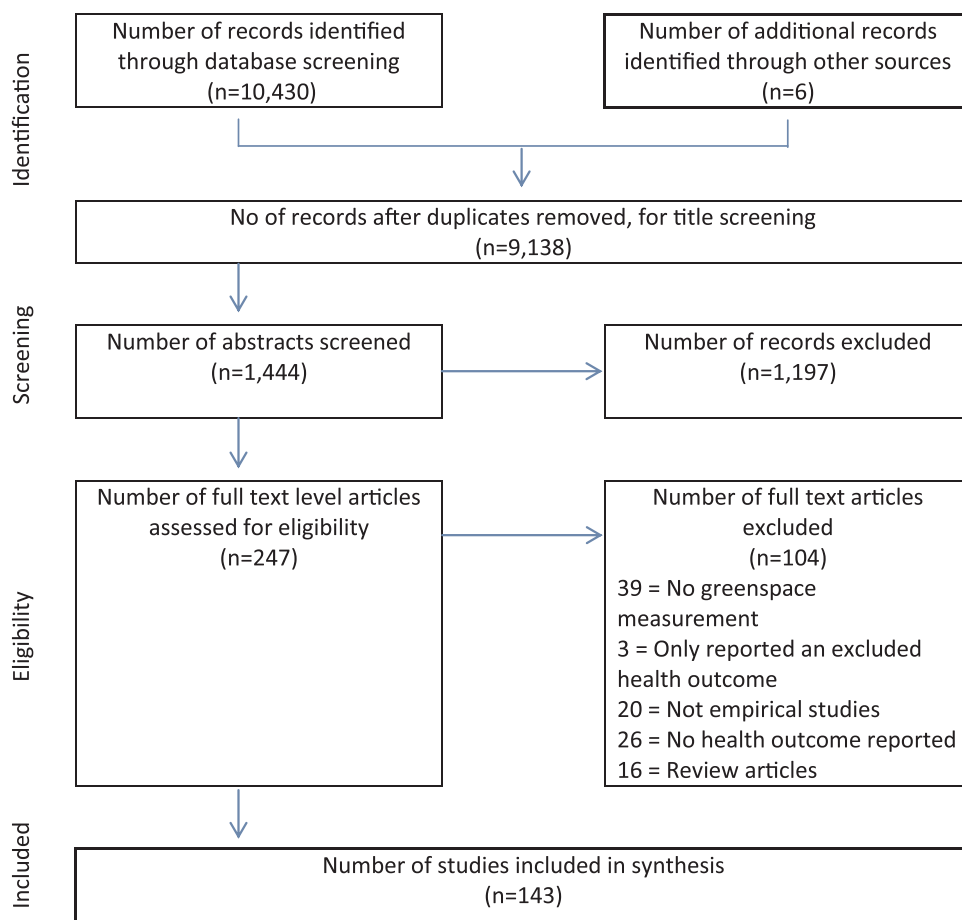 Identification
Number of records identified
through database screening
(n=10,430)
Number of additional records
identified through other sources
(n=6)
No of records after duplicates removed, for title screening
(n=9,138)
Screening
Number of abstracts screened
(n=1,444)
Number of records excluded
(n=1,197)
Eligibility
Number of full text level articles
assessed for eligibility
(n=247)
Number of full text articles
excluded
(n=104)
39 = No greenspace
measurement
3 = Only reported an excluded
health outcome
20 = Not empirical studies
26 = No health outcome reported
16 = Review articles
Included
Number of studies included in synthesis
(n=143)